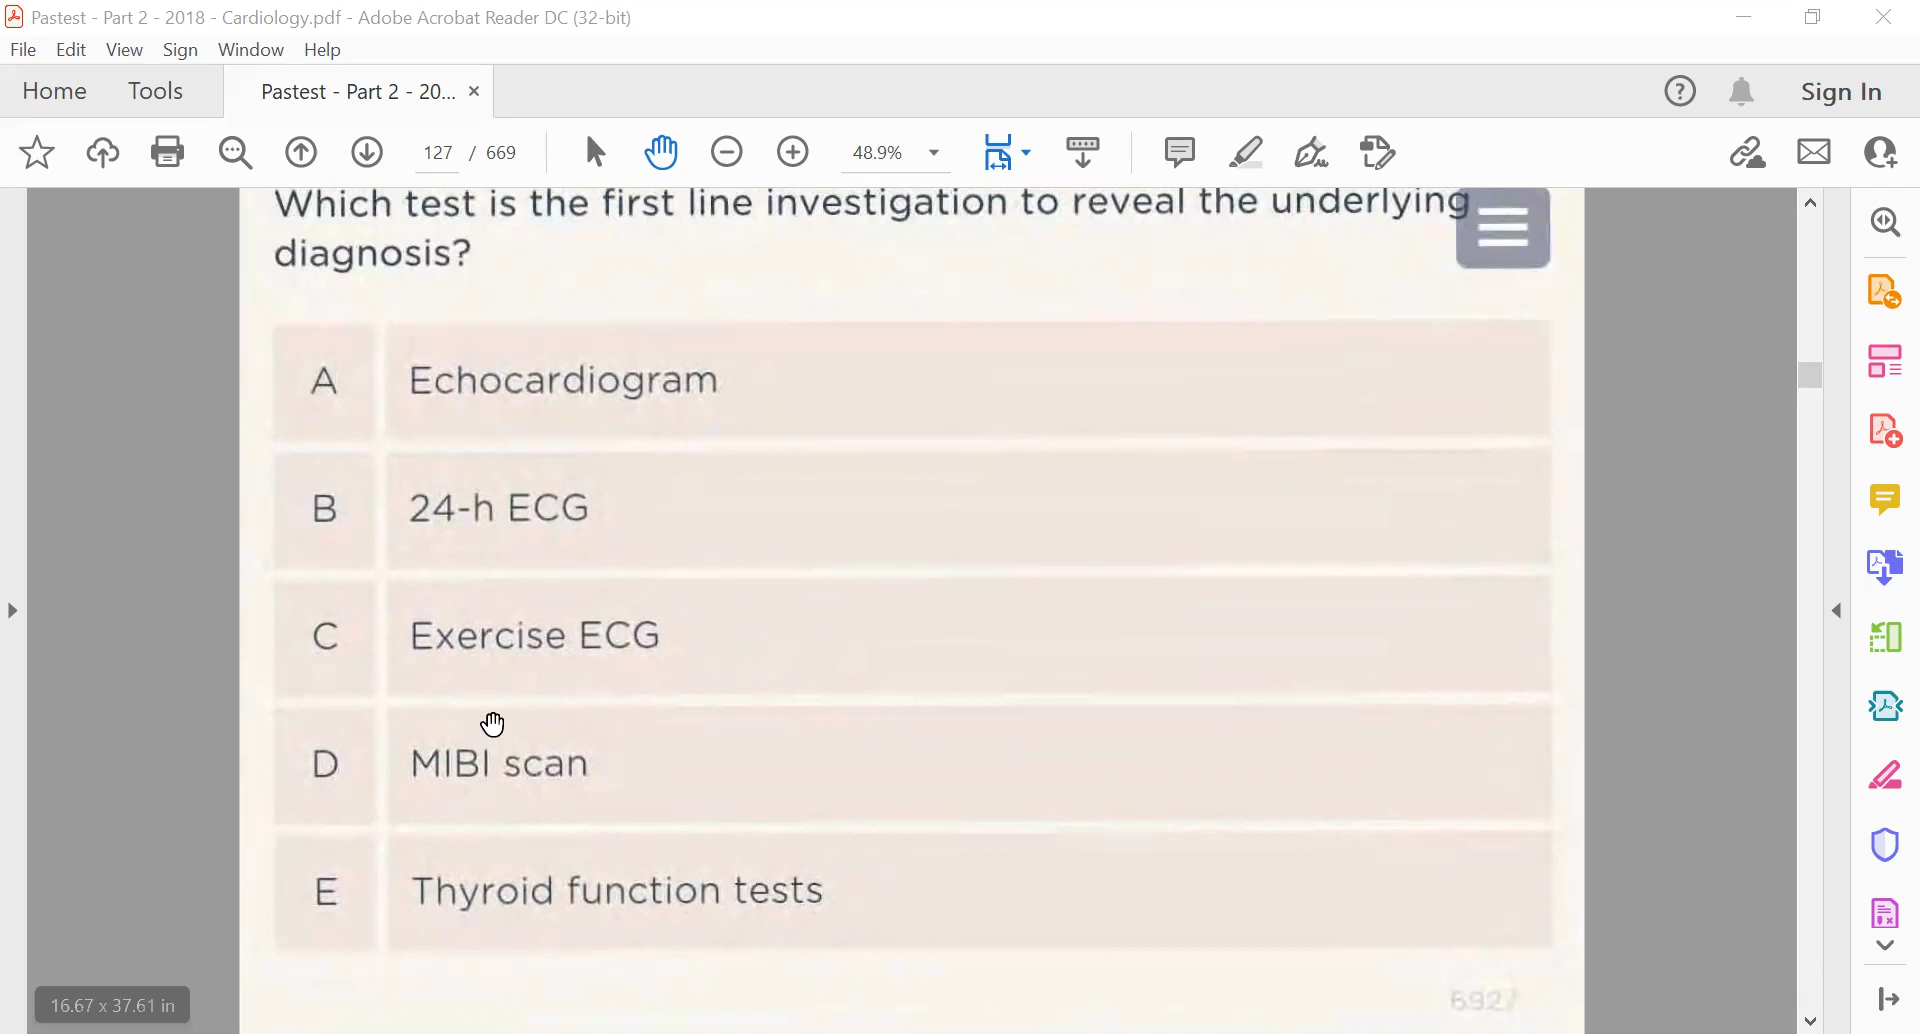 Pastest - Part 2 - 2018 - Cardiology.pdf - Adobe Acrobat Reader DC (32-bit)
File Edit View Sign Window Help
Home Tools Pastest - Part 2 - 20... × Sign In
127 / 669 48.9%
Which test is the first line investigation to reveal the underlying
diagnosis?
A Echocardiogram
B 24-h ECG
C Exercise ECG
D MIBI scan
E Thyroid function tests
6927
16.67 x 37.61 in